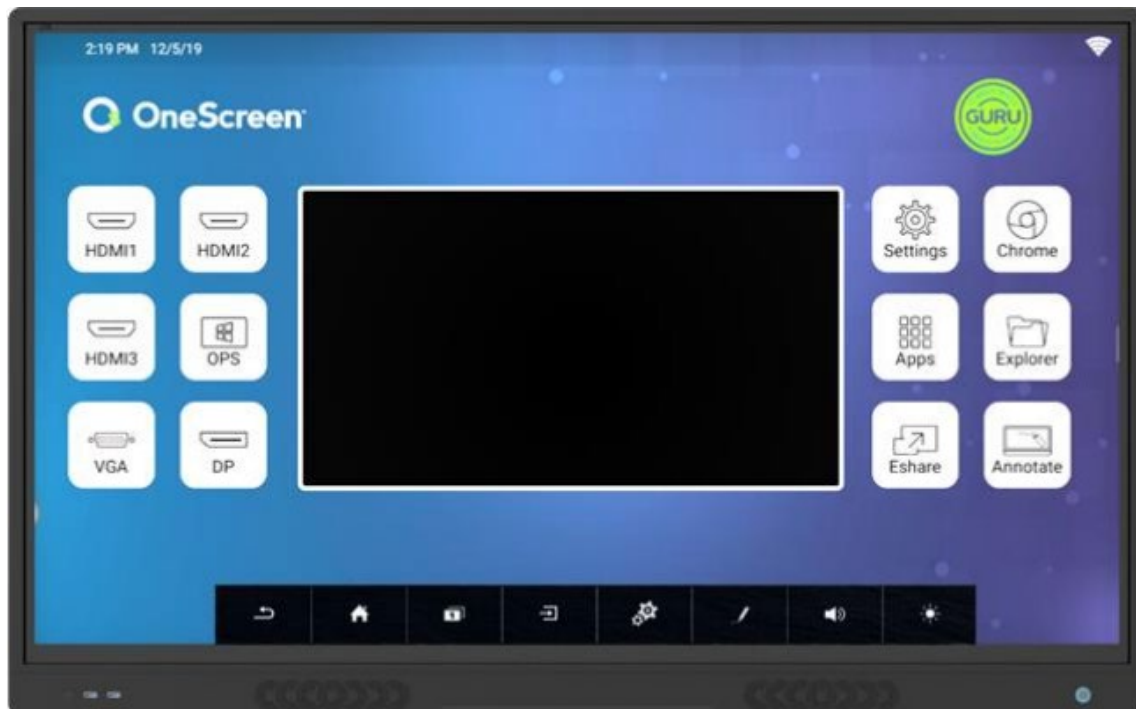 2:19 PM 12/5/19
OneScreen
GURU
HDMI1
HDMI2
Settings
Chrome
HDMI3
OPS
Apps
Explorer
VGA
DP
Eshare
Annotate